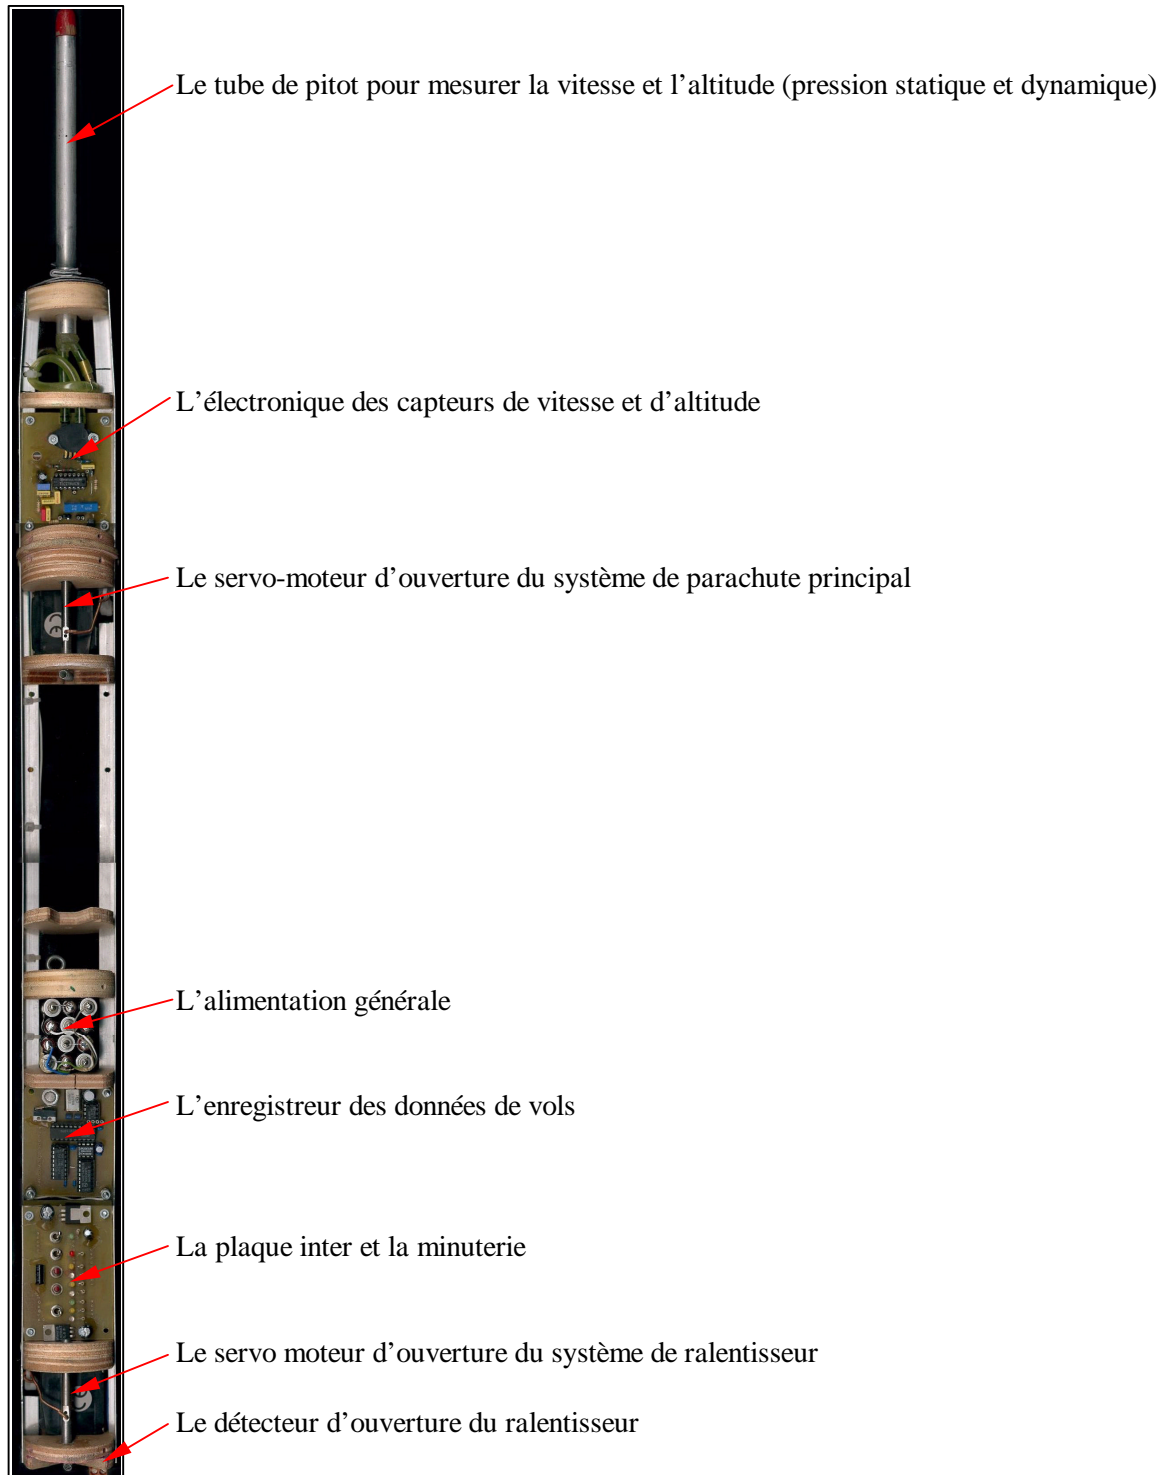 Le tube de pitot pour mesurer la vitesse et l’altitude (pression statique et dynamique)
L’électronique des capteurs de vitesse et d’altitude
Le servo-moteur d’ouverture du système de parachute principal
L’alimentation générale
L’enregistreur des données de vols
La plaque inter et la minuterie
Le servo moteur d’ouverture du système de ralentisseur
Le détecteur d’ouverture du ralentisseur